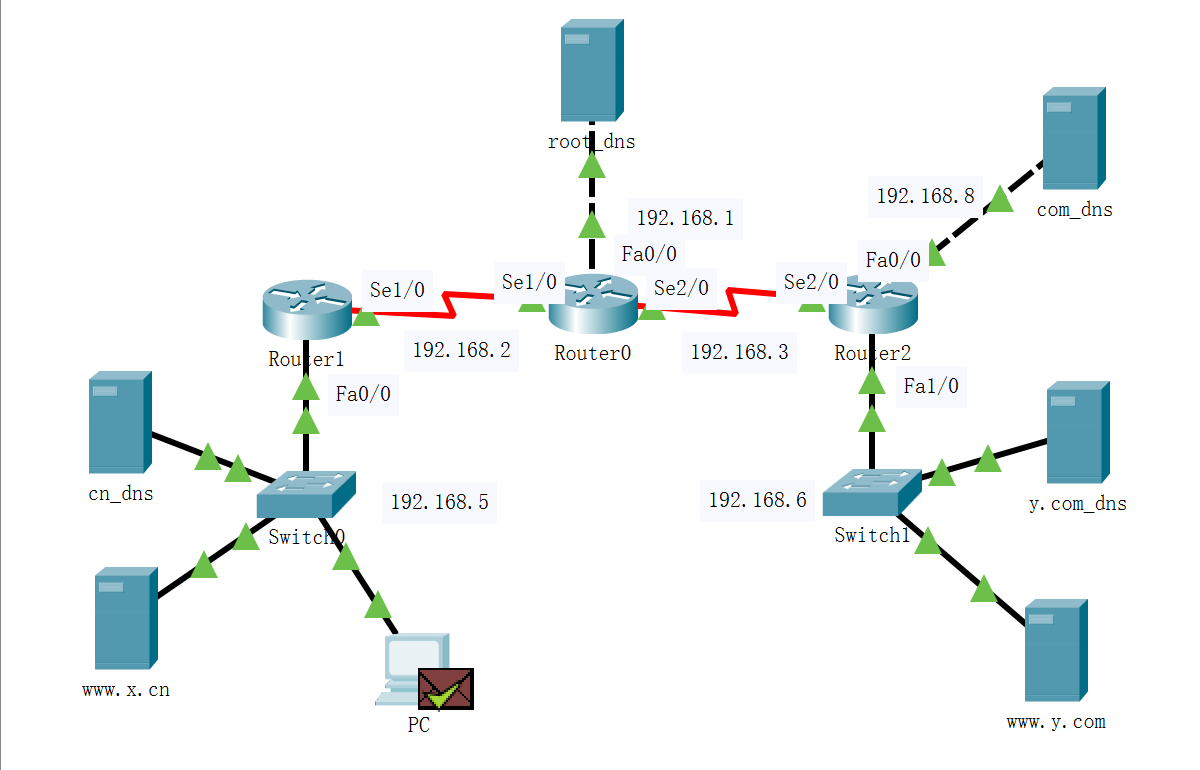 root_dns
192.168.8
com_dns
192.168.1
Fa0/0
Fa0/0
Se1/0
Se1/0
Se2/0
Se2/0
192.168.2
Router1
Router0
192.168.3
Router2
Fa0/0
Fa1/0
cn_dns
192.168.5
192.168.6
y.com_dns
Switch0
Switch1
www.x.cn
PC
www.y.com